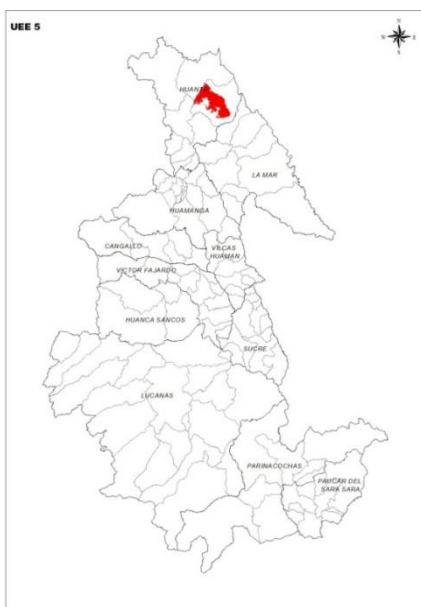 UEE 5
N
W
E
S
HUANTA
LA MAR
HUAMANGA
CANGALLO
VILCAS
HUAMAN
VICTOR FAJARDO
HUANCA SANCOS
SUCRE
LUCANAS
PARINACOCHAS
PAUCAR DEL
SARA SARA